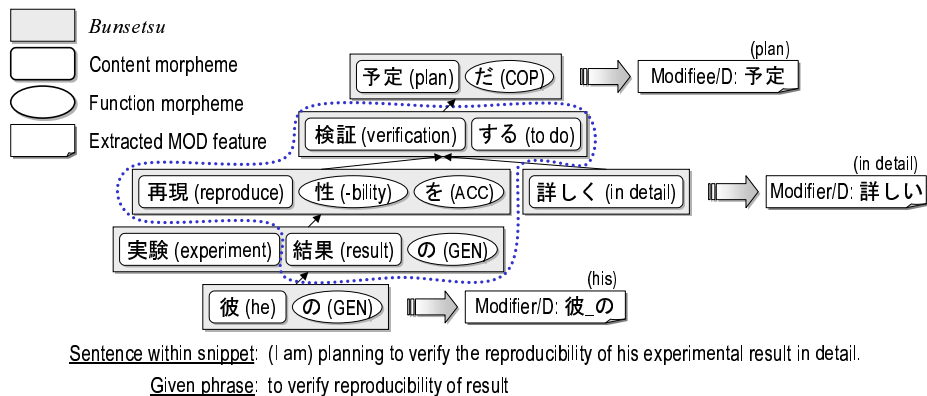 Bunsetsu
Content morpheme
Function morpheme
Extracted MOD feature
予定 (plan) だ (COP)
(plan)
Modifiee/D: 予定
検証 (verification) する (to do)
再現 (reproduce) 性 (-bility) を (ACC)
詳しく (in detail)
(in detail)
Modifier/D: 詳しい
実験 (experiment) 結果 (result) の (GEN)
彼 (he) の (GEN)
(his)
Modifier/D: 彼_の
Sentence within snippet: (I am) planning to verify the reproducibility of his experimental result in detail.
Given phrase: to verify reproducibility of result